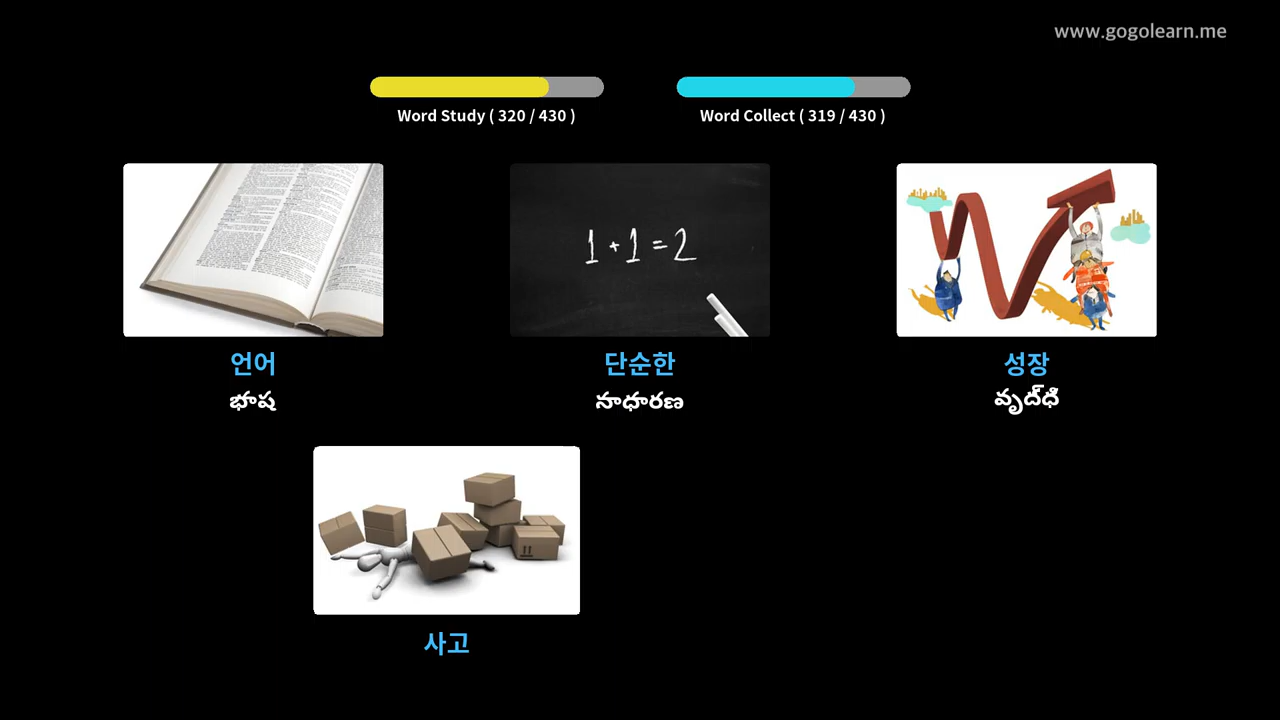 www.gogolearn.me
Word Study ( 320 / 430 )
Word Collect ( 319 / 430 )
1 + 1 = 2
언어
단순한
성장
భాష
సాధారణ
వృద్ధి
사고